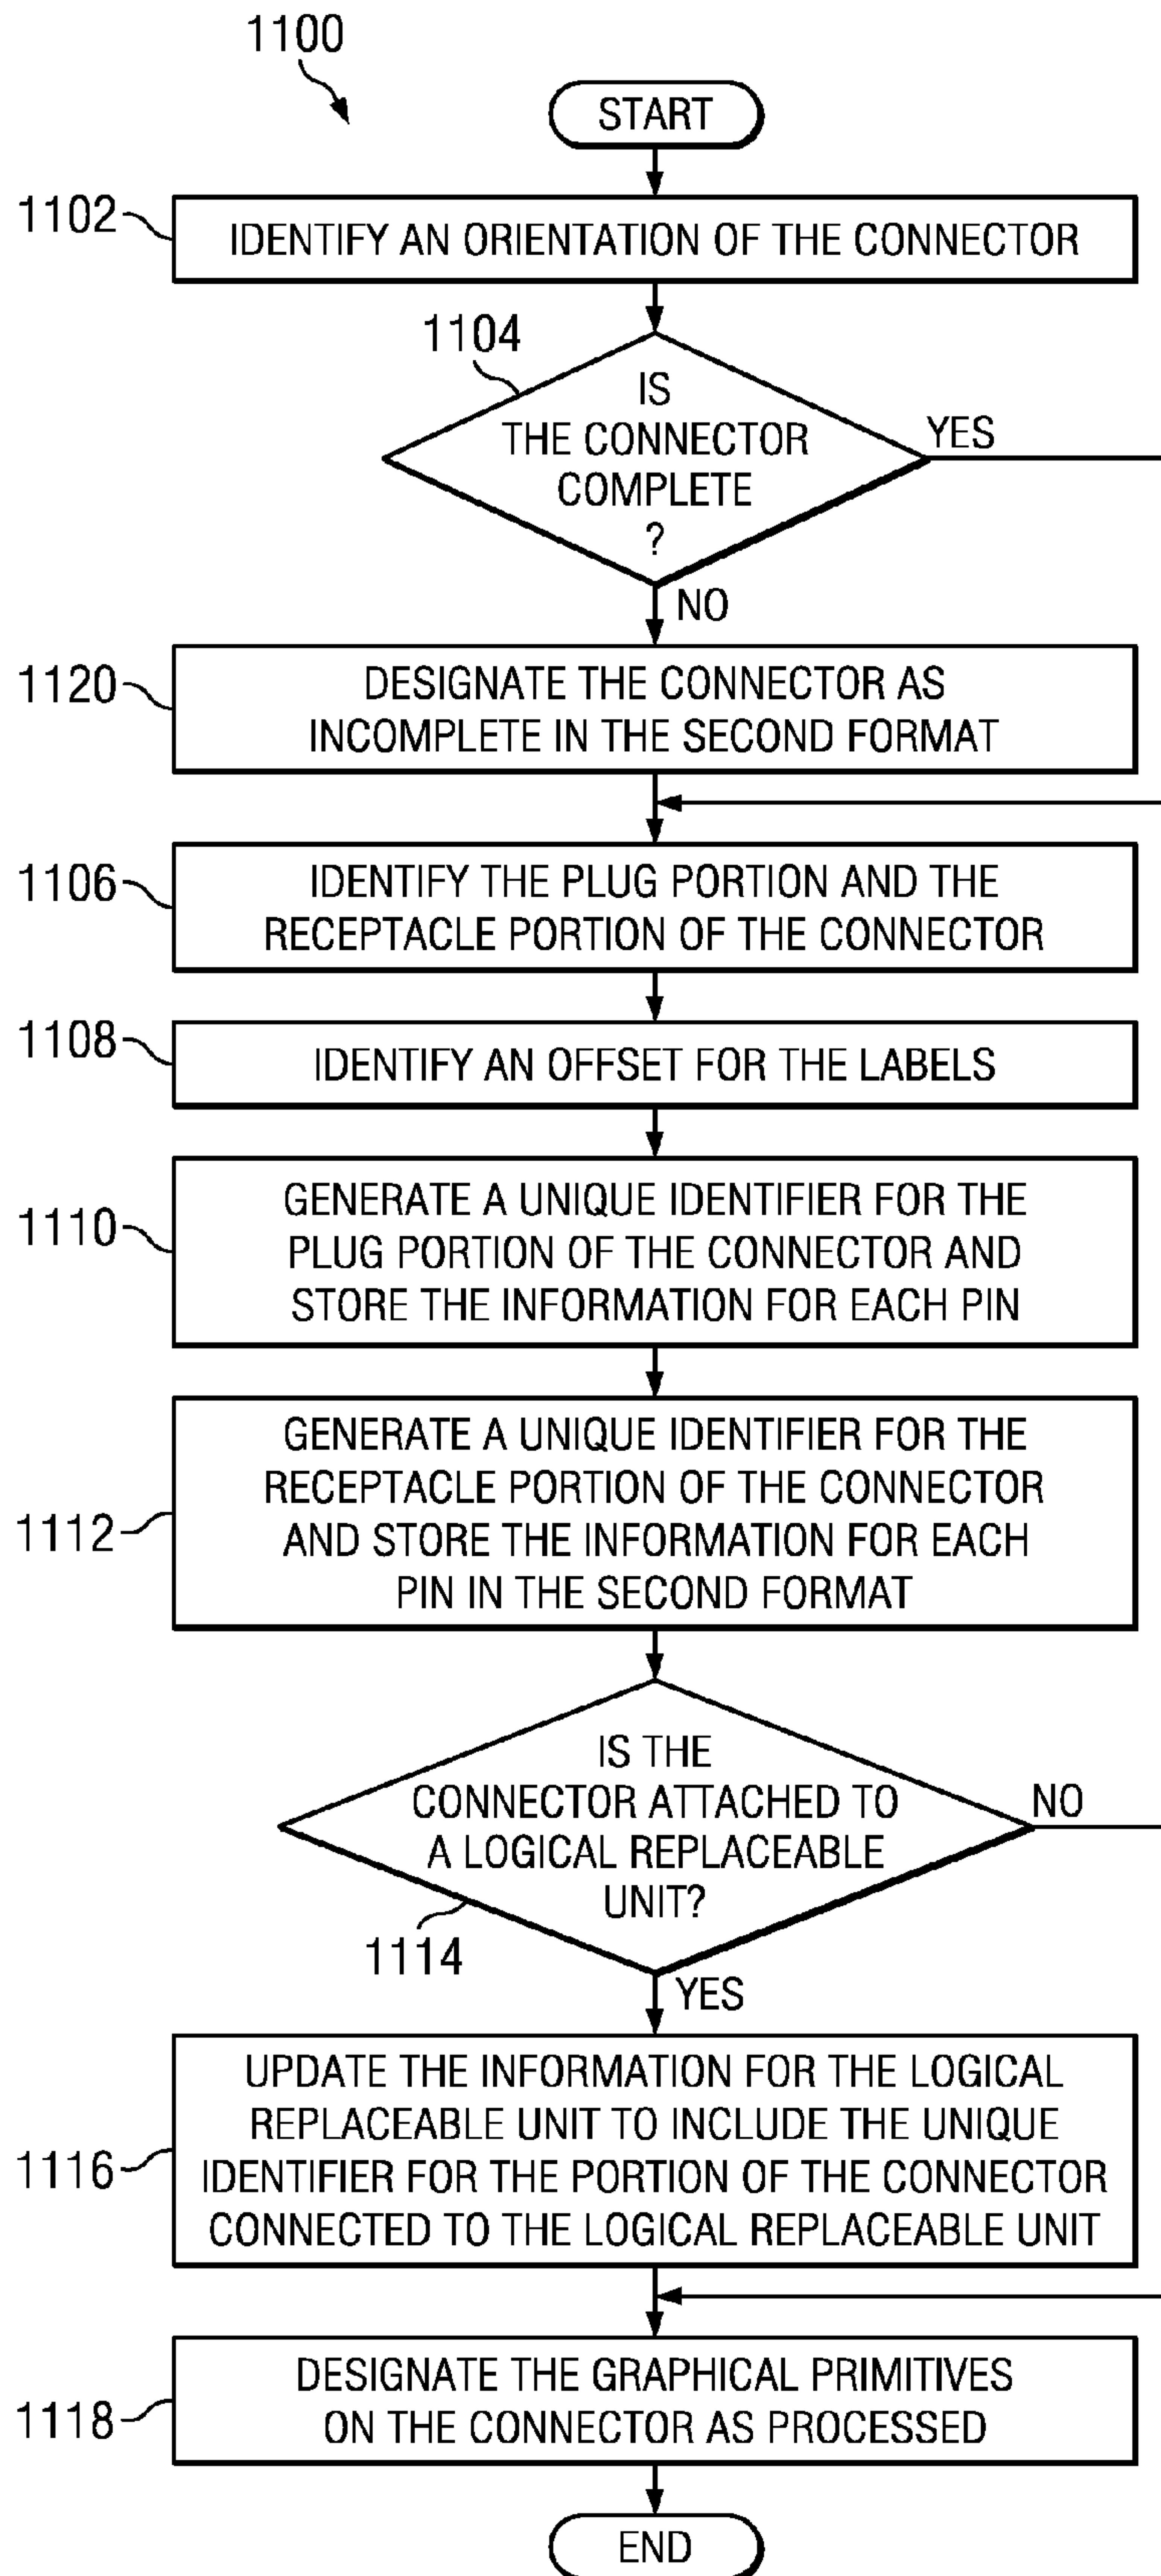 1100
START
1102
IDENTIFY AN ORIENTATION OF THE CONNECTOR
1104
IS
THE CONNECTOR
COMPLETE
?
YES
NO
1120
DESIGNATE THE CONNECTOR AS
INCOMPLETE IN THE SECOND FORMAT
1106
IDENTIFY THE PLUG PORTION AND THE
RECEPTACLE PORTION OF THE CONNECTOR
1108
IDENTIFY AN OFFSET FOR THE LABELS
1110
GENERATE A UNIQUE IDENTIFIER FOR THE
PLUG PORTION OF THE CONNECTOR AND
STORE THE INFORMATION FOR EACH PIN
1112
GENERATE A UNIQUE IDENTIFIER FOR THE
RECEPTACLE PORTION OF THE CONNECTOR
AND STORE THE INFORMATION FOR EACH
PIN IN THE SECOND FORMAT
IS THE
CONNECTOR ATTACHED TO
A LOGICAL REPLACEABLE
UNIT?
NO
1114
YES
1116
UPDATE THE INFORMATION FOR THE LOGICAL
REPLACEABLE UNIT TO INCLUDE THE UNIQUE
IDENTIFIER FOR THE PORTION OF THE CONNECTOR
CONNECTED TO THE LOGICAL REPLACEABLE UNIT
1118
DESIGNATE THE GRAPHICAL PRIMITIVES
ON THE CONNECTOR AS PROCESSED
END